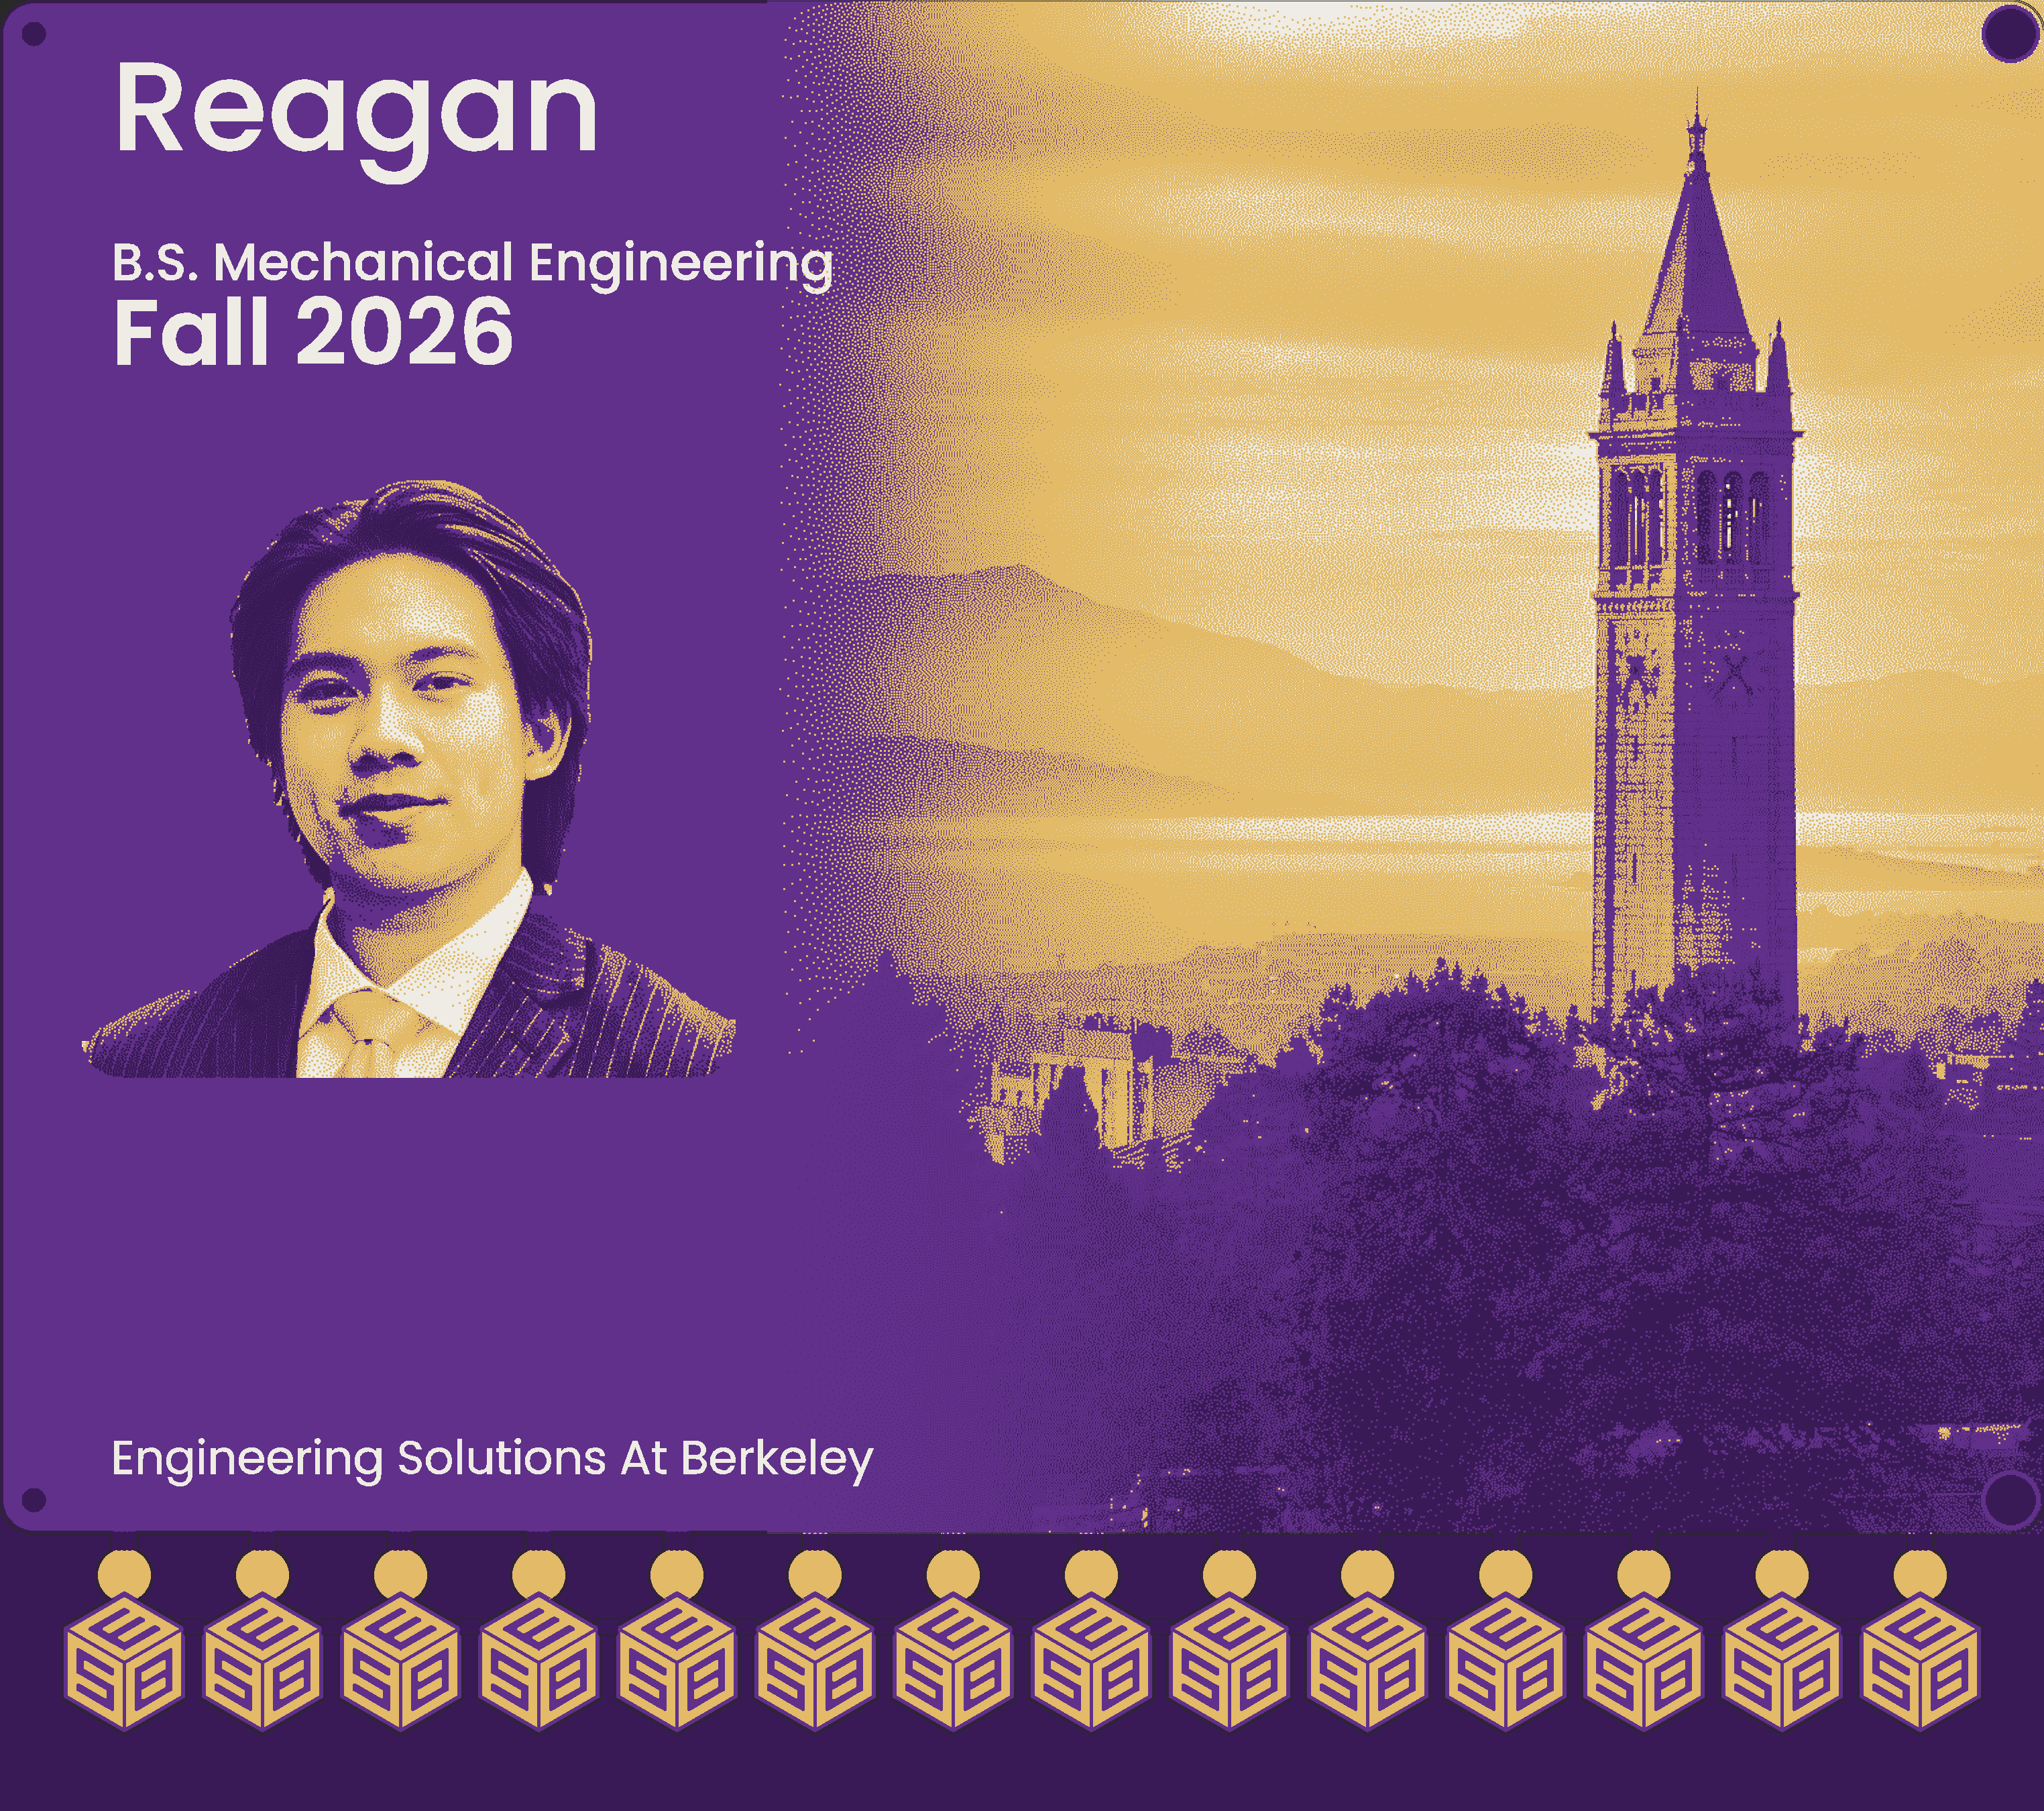 Reagan
B.S. Mechanical Engineering
Fall 2026
Engineering Solutions At Berkeley
E S B E S B E S B E S B E S B E S B E S B E S B E S B E S B E S B E S B E S B E S B